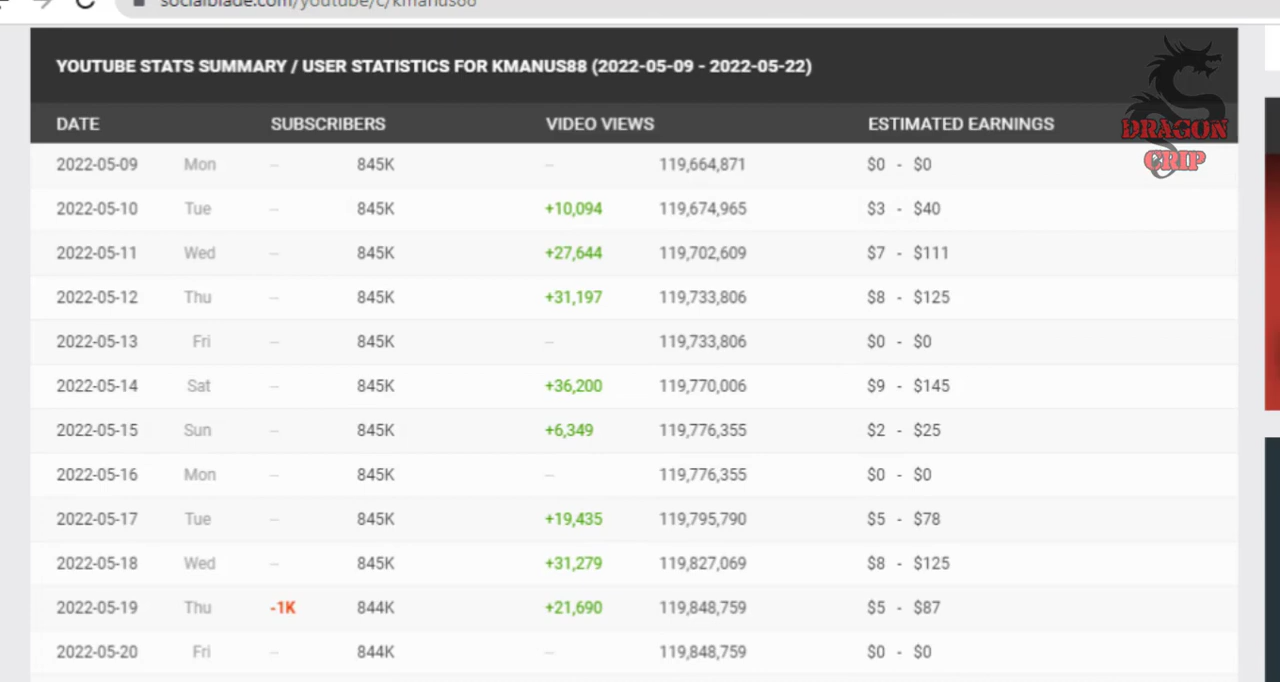 socialblade.com/youtube/c/kmanus88
YOUTUBE STATS SUMMARY / USER STATISTICS FOR KMANUS88 (2022-05-09 - 2022-05-22)
DATE SUBSCRIBERS VIDEO VIEWS ESTIMATED EARNINGS
DRAGON
CRIP
2022-05-09 Mon -- 845K -- 119,664,871 $0 - $0
2022-05-10 Tue -- 845K +10,094 119,674,965 $3 - $40
2022-05-11 Wed -- 845K +27,644 119,702,609 $7 - $111
2022-05-12 Thu -- 845K +31,197 119,733,806 $8 - $125
2022-05-13 Fri -- 845K -- 119,733,806 $0 - $0
2022-05-14 Sat -- 845K +36,200 119,770,006 $9 - $145
2022-05-15 Sun -- 845K +6,349 119,776,355 $2 - $25
2022-05-16 Mon -- 845K -- 119,776,355 $0 - $0
2022-05-17 Tue -- 845K +19,435 119,795,790 $5 - $78
2022-05-18 Wed -- 845K +31,279 119,827,069 $8 - $125
2022-05-19 Thu -1K 844K +21,690 119,848,759 $5 - $87
2022-05-20 Fri -- 844K -- 119,848,759 $0 - $0